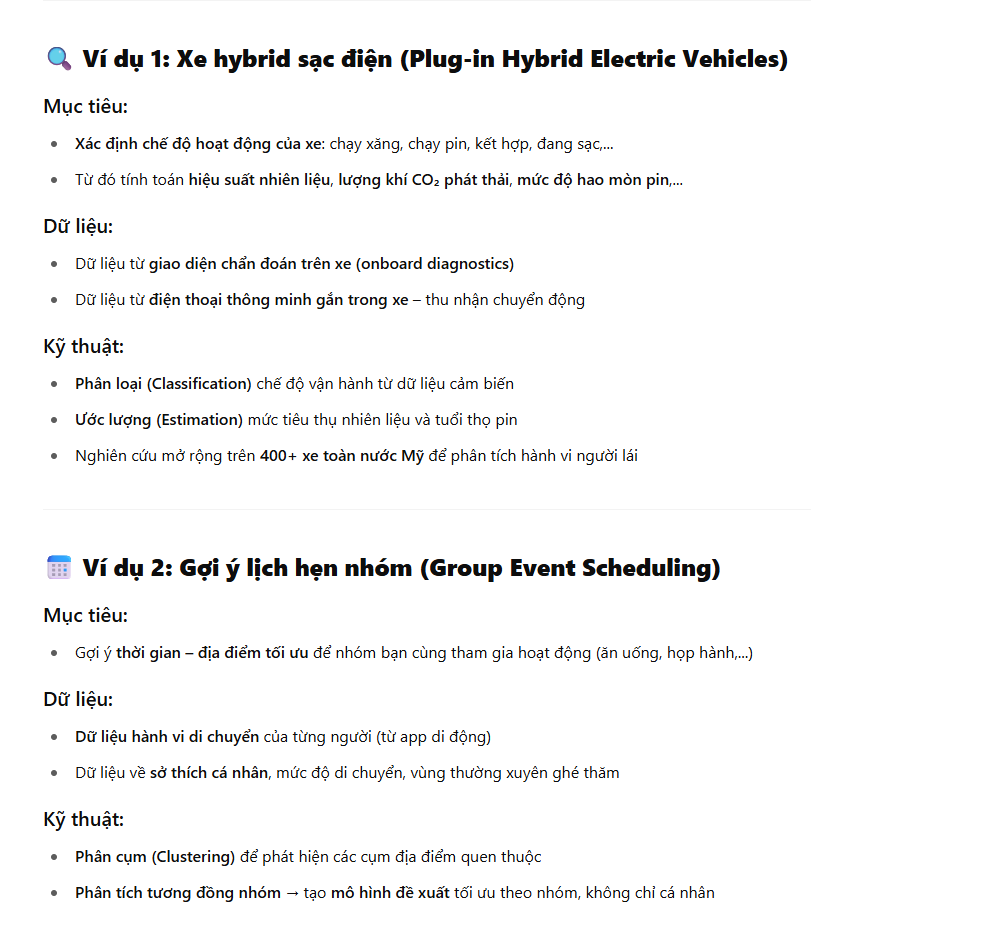 Ví dụ 1: Xe hybrid sạc điện (Plug-in Hybrid Electric Vehicles)
Mục tiêu:
Xác định chế độ hoạt động của xe: chạy xăng, chạy pin, kết hợp, đang sạc,...
Từ đó tính toán hiệu suất nhiên liệu, lượng khí CO₂ phát thải, mức độ hao mòn pin,...
Dữ liệu:
Dữ liệu từ giao diện chẩn đoán trên xe (onboard diagnostics)
Dữ liệu từ điện thoại thông minh gắn trong xe – thu nhận chuyển động
Kỹ thuật:
Phân loại (Classification) chế độ vận hành từ dữ liệu cảm biến
Ước lượng (Estimation) mức tiêu thụ nhiên liệu và tuổi thọ pin
Nghiên cứu mở rộng trên 400+ xe toàn nước Mỹ để phân tích hành vi người lái
Ví dụ 2: Gợi ý lịch hẹn nhóm (Group Event Scheduling)
Mục tiêu:
Gợi ý thời gian – địa điểm tối ưu để nhóm bạn cùng tham gia hoạt động (ăn uống, họp hành,...)
Dữ liệu:
Dữ liệu hành vi di chuyển của từng người (từ app di động)
Dữ liệu về sở thích cá nhân, mức độ di chuyển, vùng thường xuyên ghé thăm
Kỹ thuật:
Phân cụm (Clustering) để phát hiện các cụm địa điểm quen thuộc
Phân tích tương đồng nhóm → tạo mô hình đề xuất tối ưu theo nhóm, không chỉ cá nhân